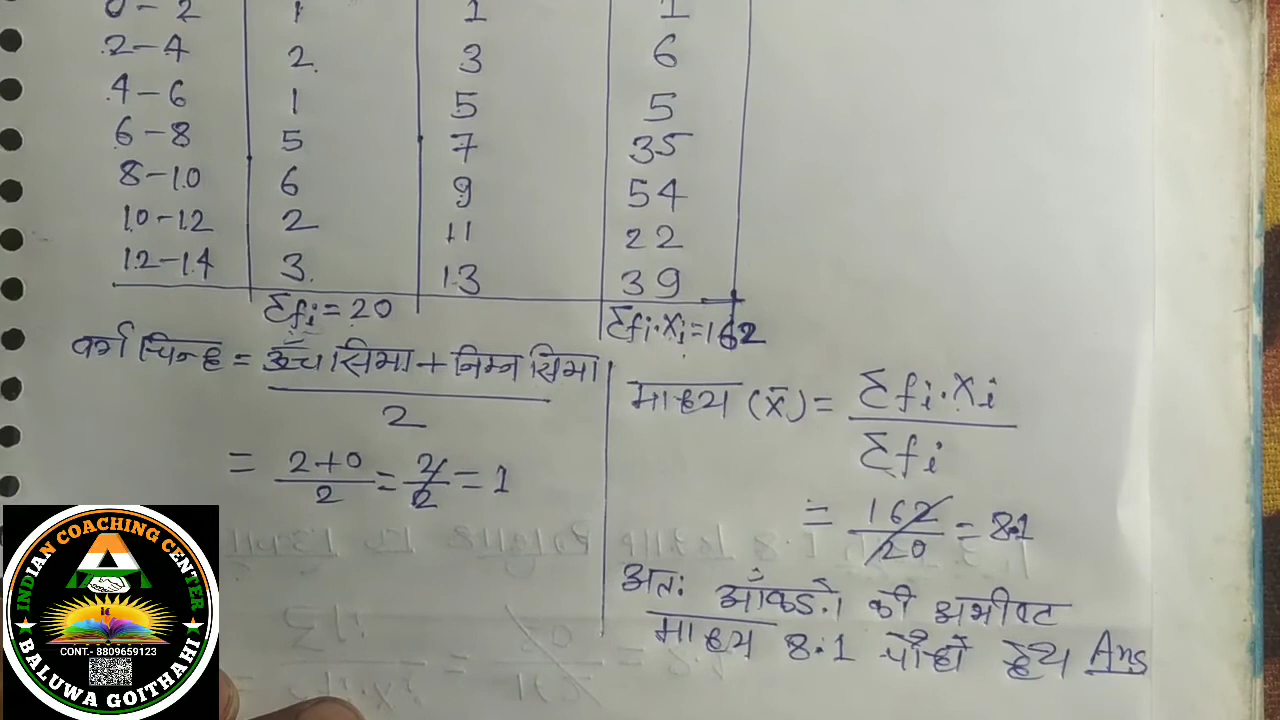 0-2 1 1 1
2-4 2 3 6
4-6 1 5 5
6-8 5 7 35
8-10 6 9 54
10-12 2 11 22
12-14 3 13 39
Σfi = 20 Σfi·xi = 162
वर्ग चिन्ह = ऊँच सिमा + निम्न सिमा / 2
= 2+0 / 2 = 2/2 = 1
माध्य (x̄) = Σfi·xi / Σfi
= 162 / 20 = 8.1
अतः आँकड़ो की अभीष्ट
माध्य 8.1 पौधो है Ans
INDIAN COACHING CENTER
CONT.- 8809659123
BALUWA GOITHAHI